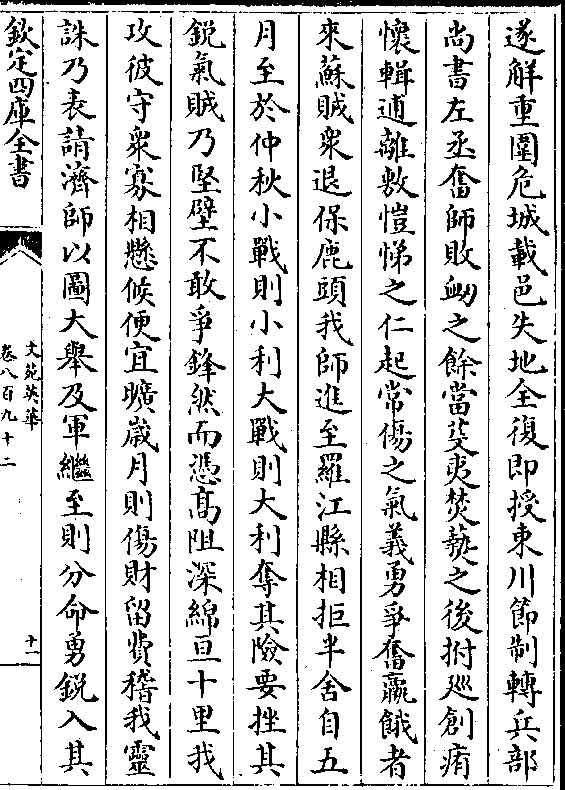 遂解重圍危城載邑失地全復即授東川節制轉兵部
尚書左丞奮師敗衂之餘當芟夷焚爇之後拊巡創痏
懷輯逋離敷愷悌之仁起常傷之氣義勇爭奮羸餓者
來蘇賊衆退保鹿頭我師進至羅江縣相拒半舍自五
月至於仲秋小戰則小利大戰則大利奪其險要挫其
鋭氣賊乃堅壁不敢爭鋒然而憑髙阻深綿亘十里我
攻彼守衆寡相懸候便宜曠歳月則傷財留費稽我靈
誅乃表請濟師以圖大舉及軍繼至則分命勇鋭入其
欽定四庫全書
文苑英華
卷八百九十二
十一